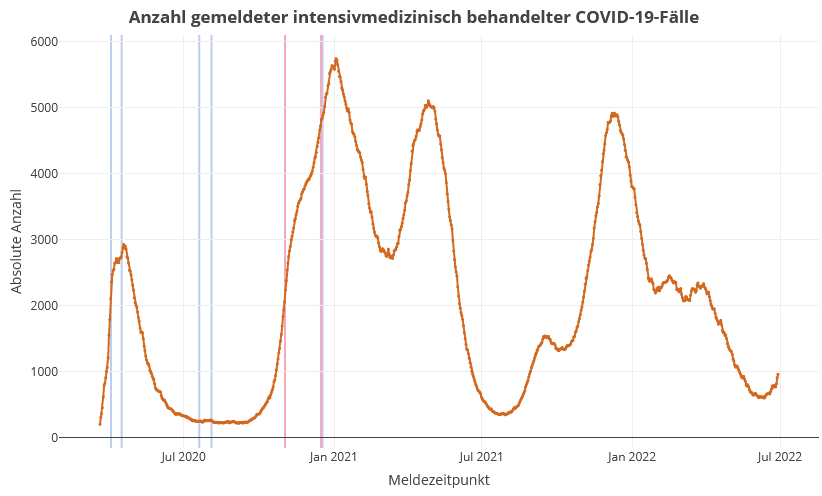 Anzahl gemeldeter intensivmedizinisch behandelter COVID-19-Fälle
6000
5000
4000
3000
2000
1000
0
Absolute Anzahl
Jul 2020
Jan 2021
Jul 2021
Jan 2022
Jul 2022
Meldezeitpunkt